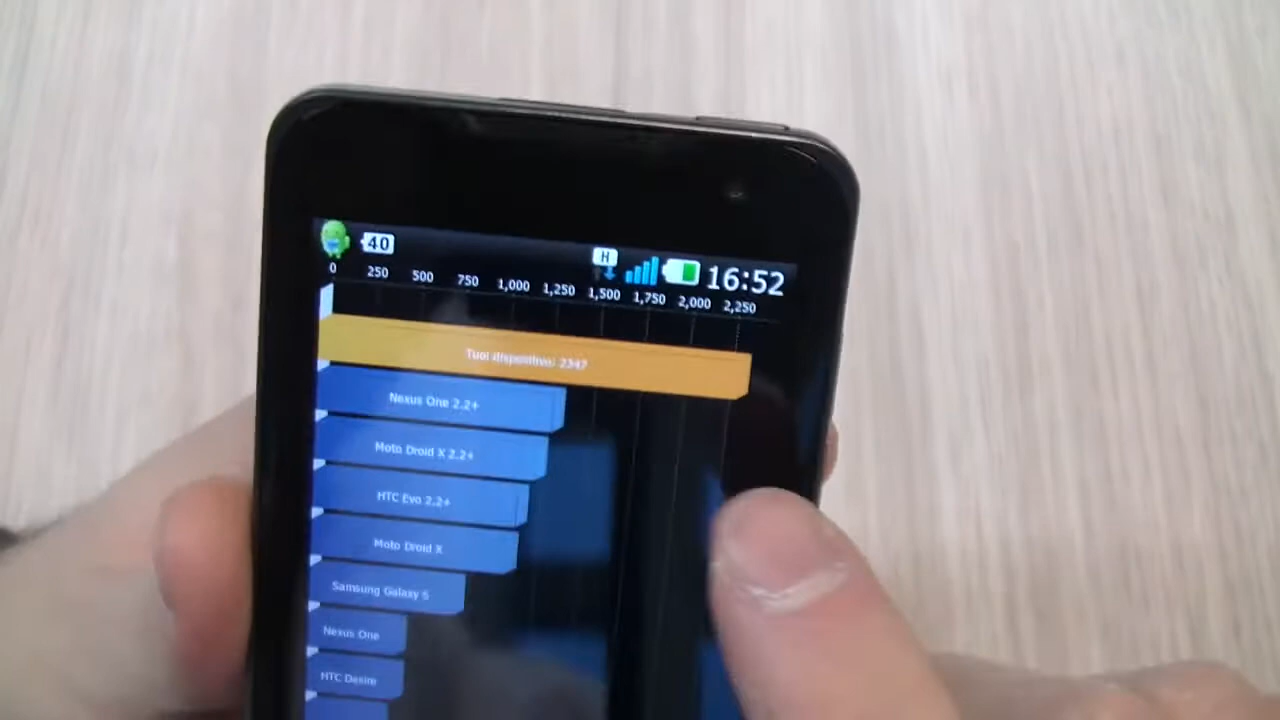 40 H 16:52
0 250 500 750 1,000 1,250 1,500 1,750 2,000 2,250
Tuoi dispositivo: 2347
Nexus One 2.2+
Moto Droid X 2.2+
HTC Evo 2.2+
Moto Droid X
Samsung Galaxy S
Nexus One
HTC Desire